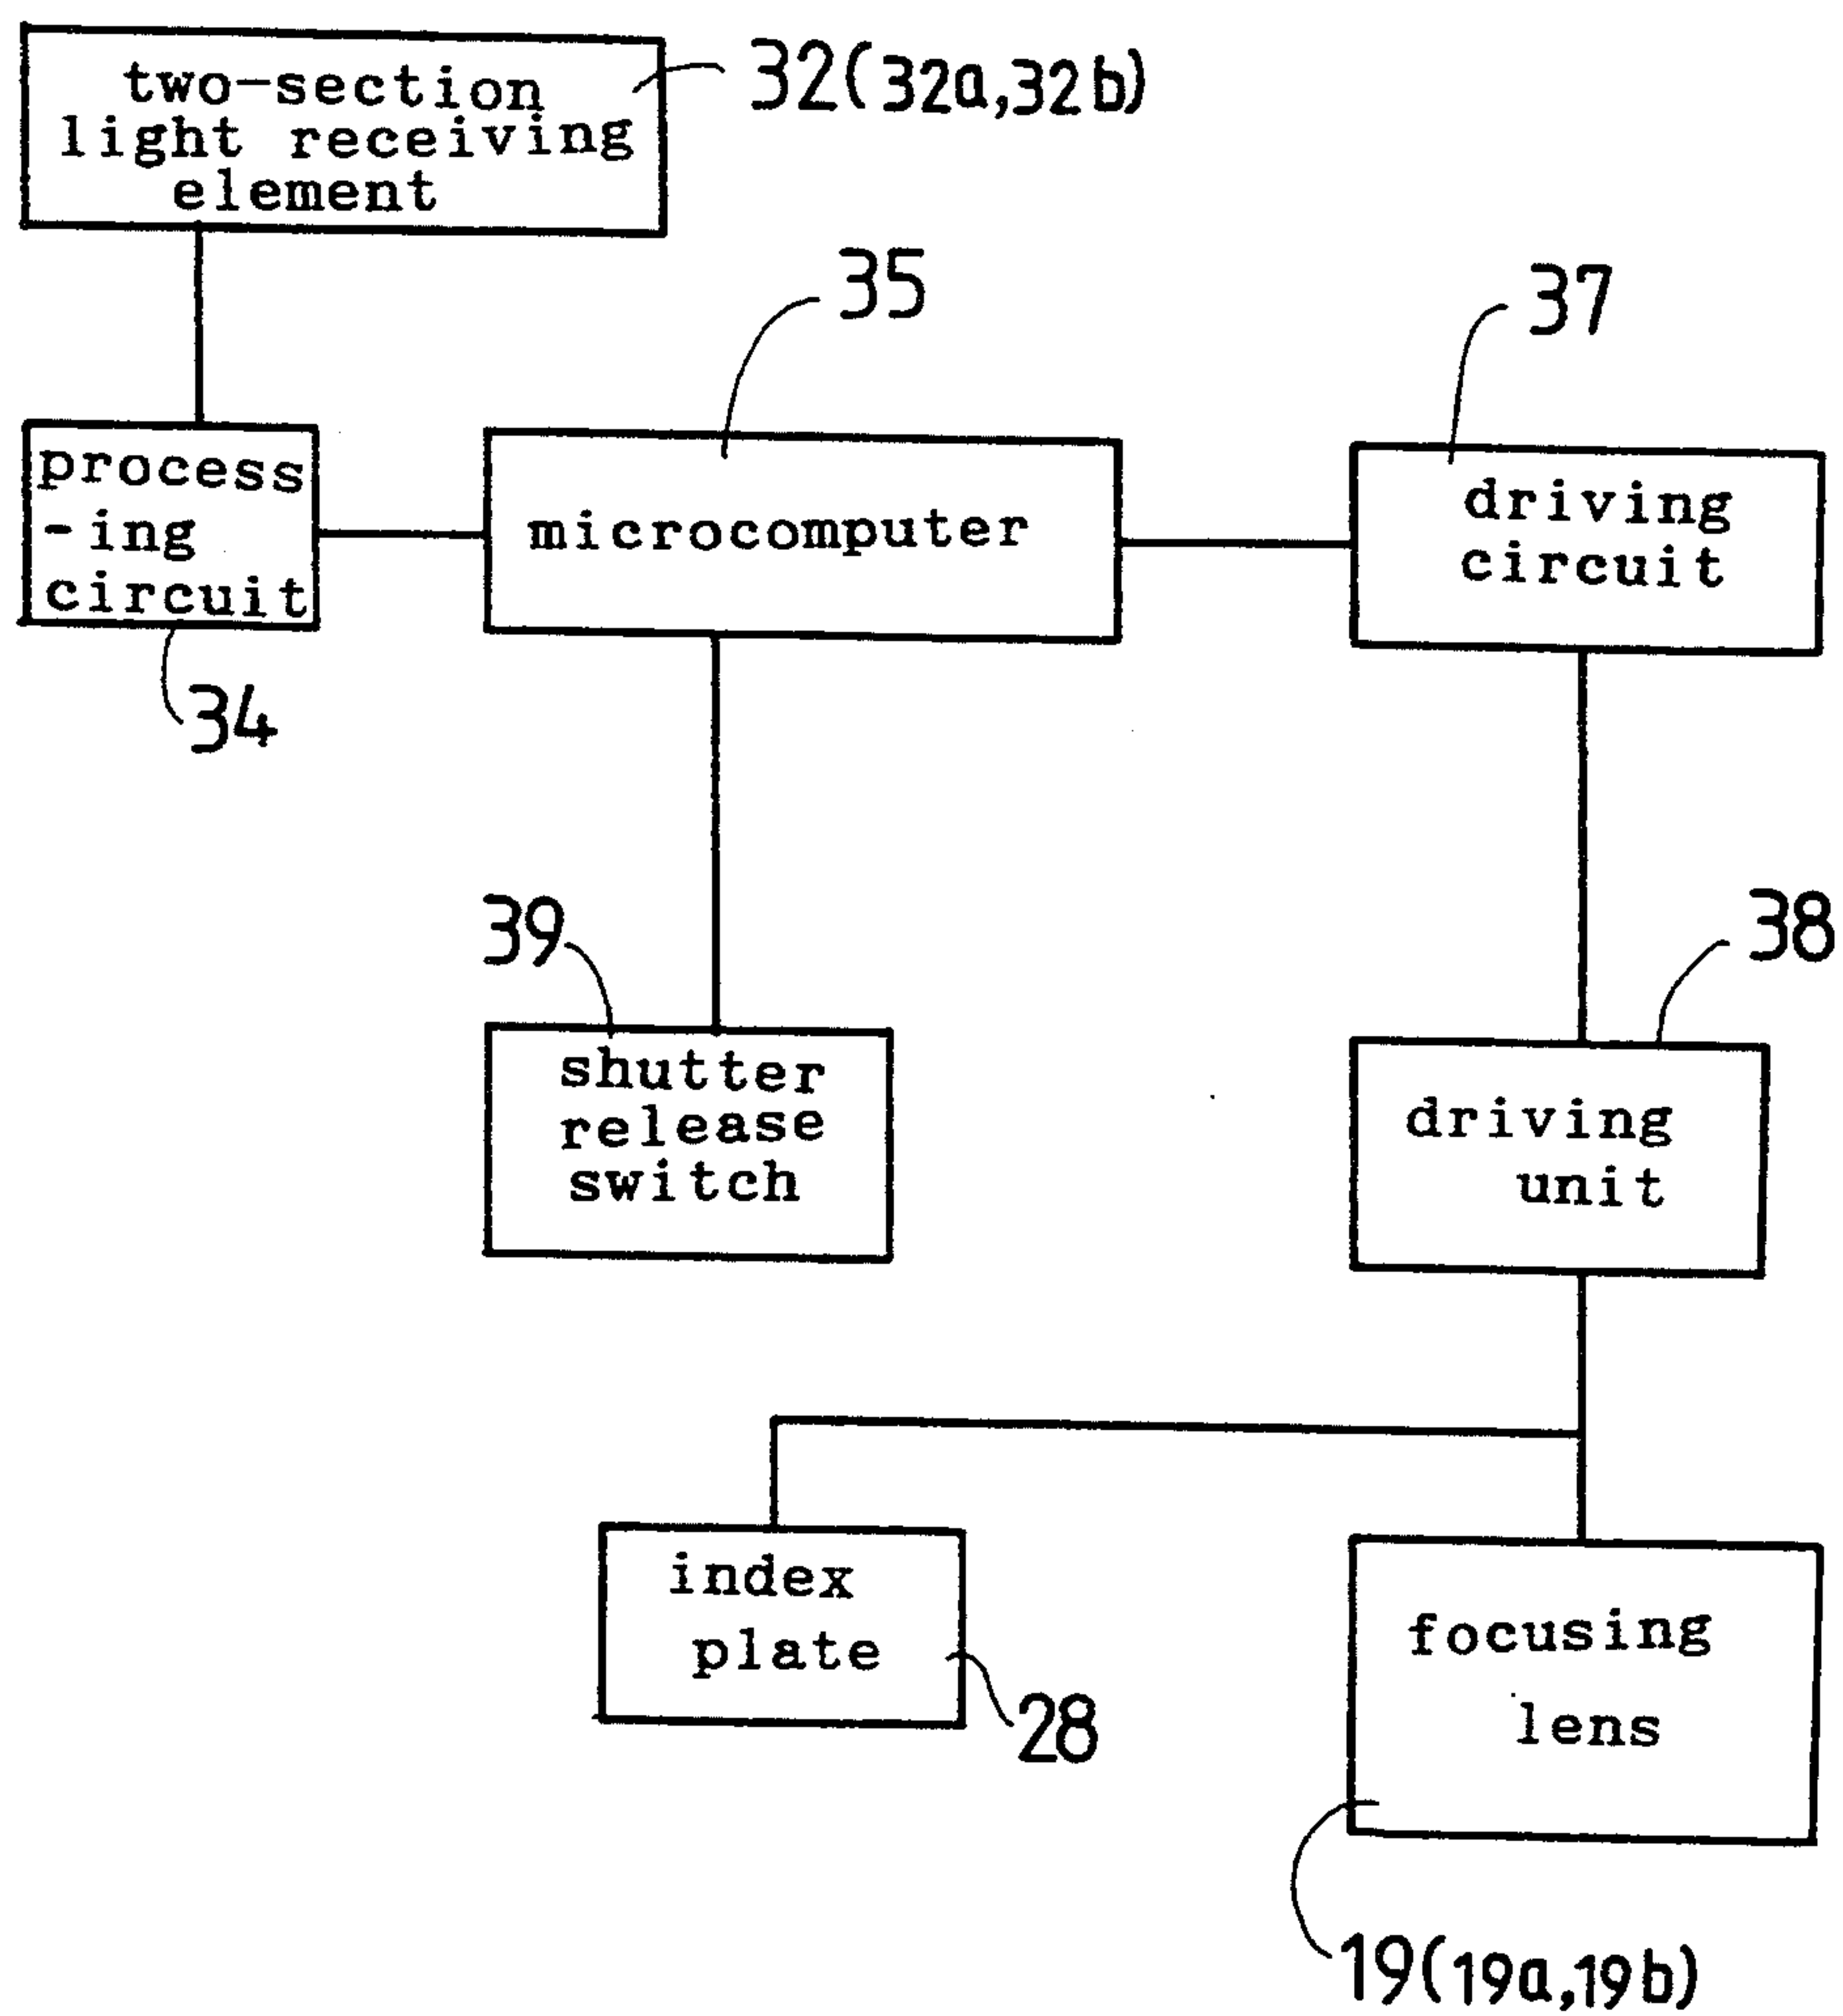 two-section
light receiving
element
32(32a,32b)
35
37
process
-ing
circuit
34
microcomputer
driving
circuit
39
shutter
release
switch
38
driving
unit
index
plate
28
focusing
lens
19(19a,19b)